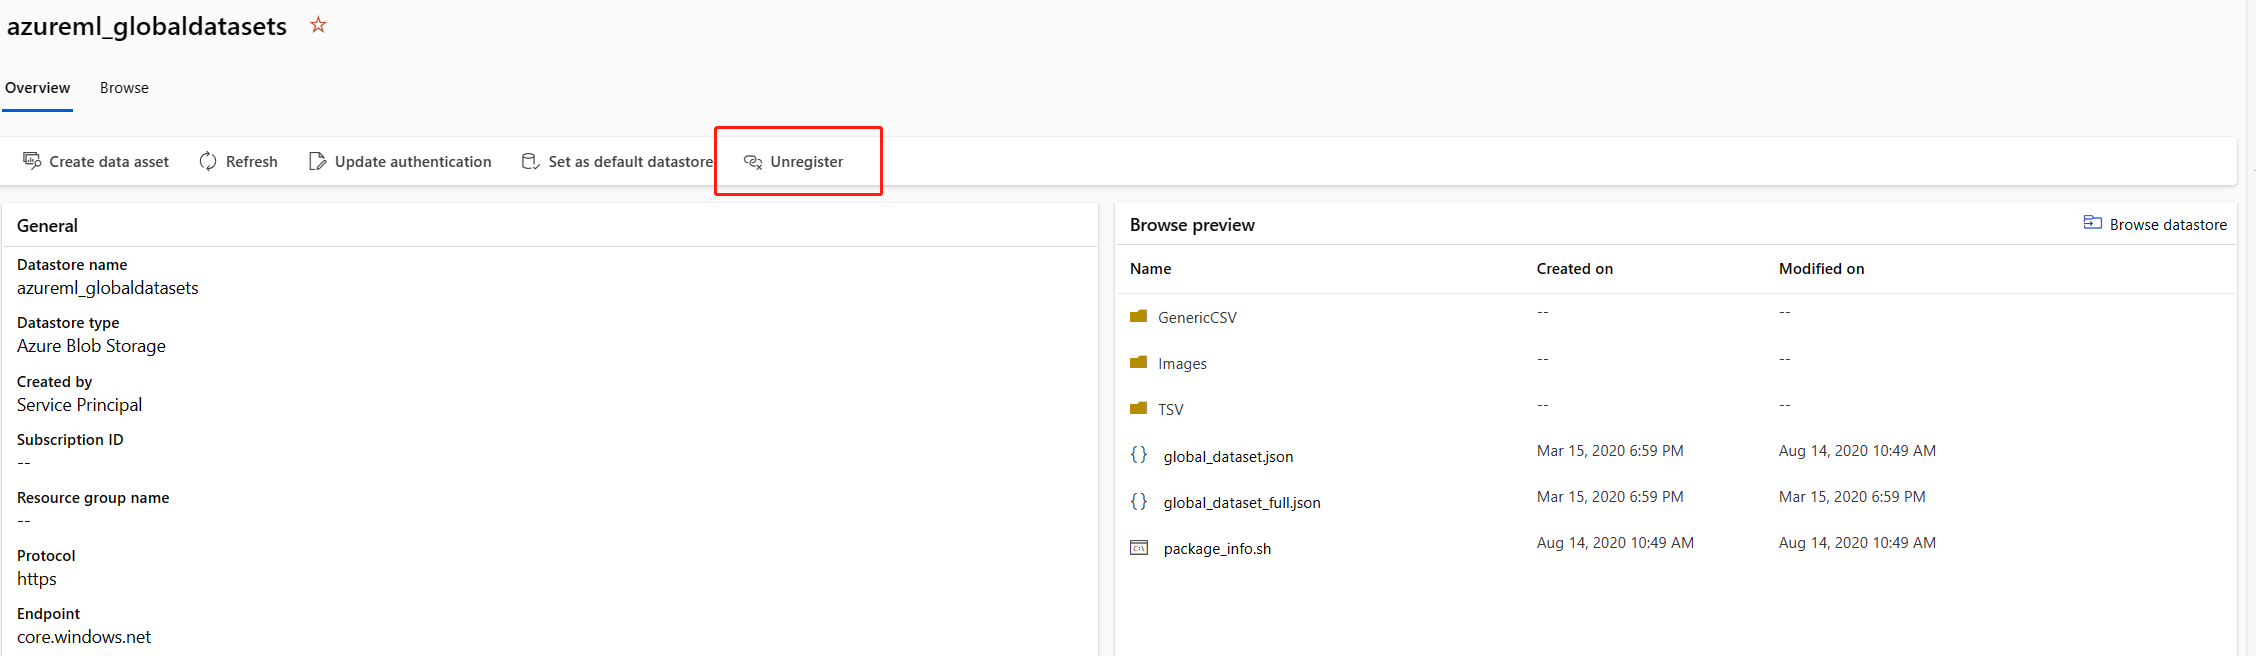 azureml_globaldatasets
Overview Browse
Create data asset Refresh Update authentication Set as default datastore Unregister
General
Datastore name
azureml_globaldatasets
Datastore type
Azure Blob Storage
Created by
Service Principal
Subscription ID
--
Resource group name
--
Protocol
https
Endpoint
core.windows.net
Browse preview Browse datastore
Name Created on Modified on
GenericCSV -- --
Images -- --
TSV -- --
{} global_dataset.json Mar 15, 2020 6:59 PM Aug 14, 2020 10:49 AM
{} global_dataset_full.json Mar 15, 2020 6:59 PM Mar 15, 2020 6:59 PM
package_info.sh Aug 14, 2020 10:49 AM Aug 14, 2020 10:49 AM